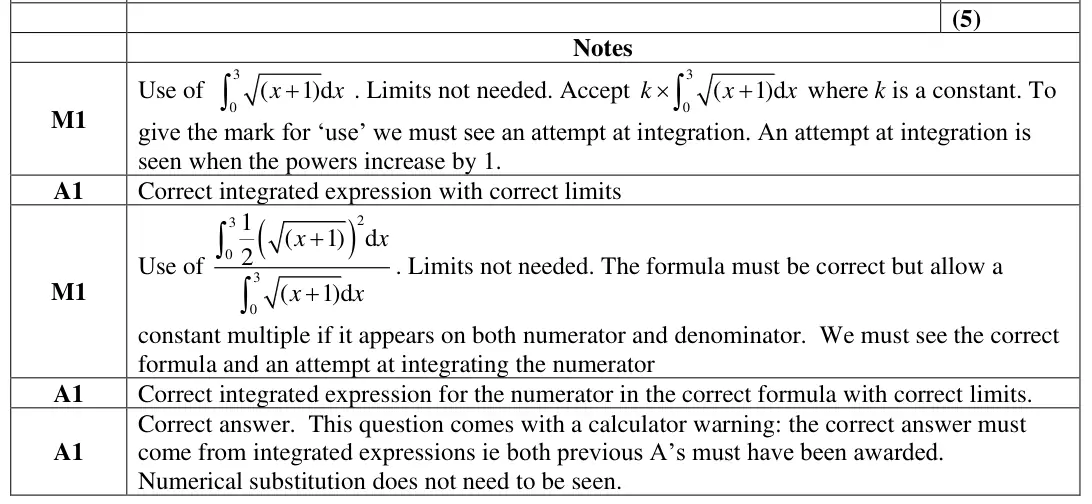 (5)
Notes
M1
Use of ∫₀³ √(x+1)dx . Limits not needed. Accept k×∫₀³ √(x+1)dx where k is a constant. To
give the mark for ‘use’ we must see an attempt at integration. An attempt at integration is
seen when the powers increase by 1.
A1 Correct integrated expression with correct limits
M1
Use of (∫₀³ 1/2 (√(x+1))² dx) / (∫₀³ √(x+1)dx) . Limits not needed. The formula must be correct but allow a
constant multiple if it appears on both numerator and denominator. We must see the correct
formula and an attempt at integrating the numerator
A1 Correct integrated expression for the numerator in the correct formula with correct limits.
A1
Correct answer. This question comes with a calculator warning: the correct answer must
come from integrated expressions ie both previous A’s must have been awarded.
Numerical substitution does not need to be seen.